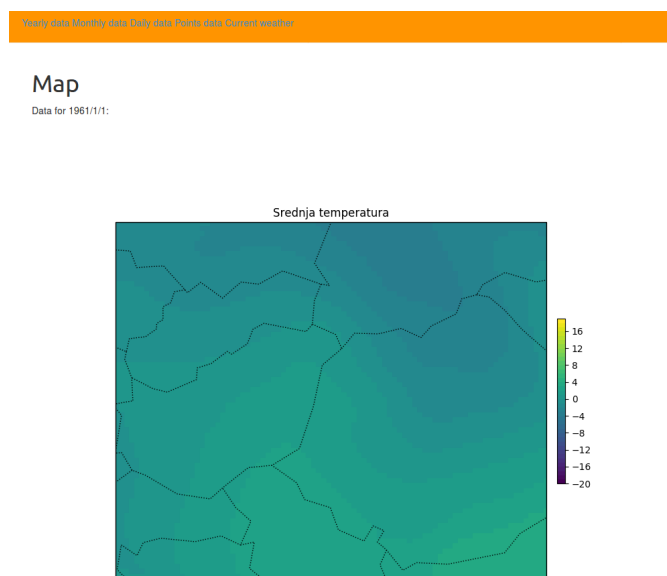 Yearly data Monthly data Daily data Points data Current weather
Map
Data for 1961/1/1:
Srednja temperatura
16
12
8
4
0
−4
−8
−12
−16
−20